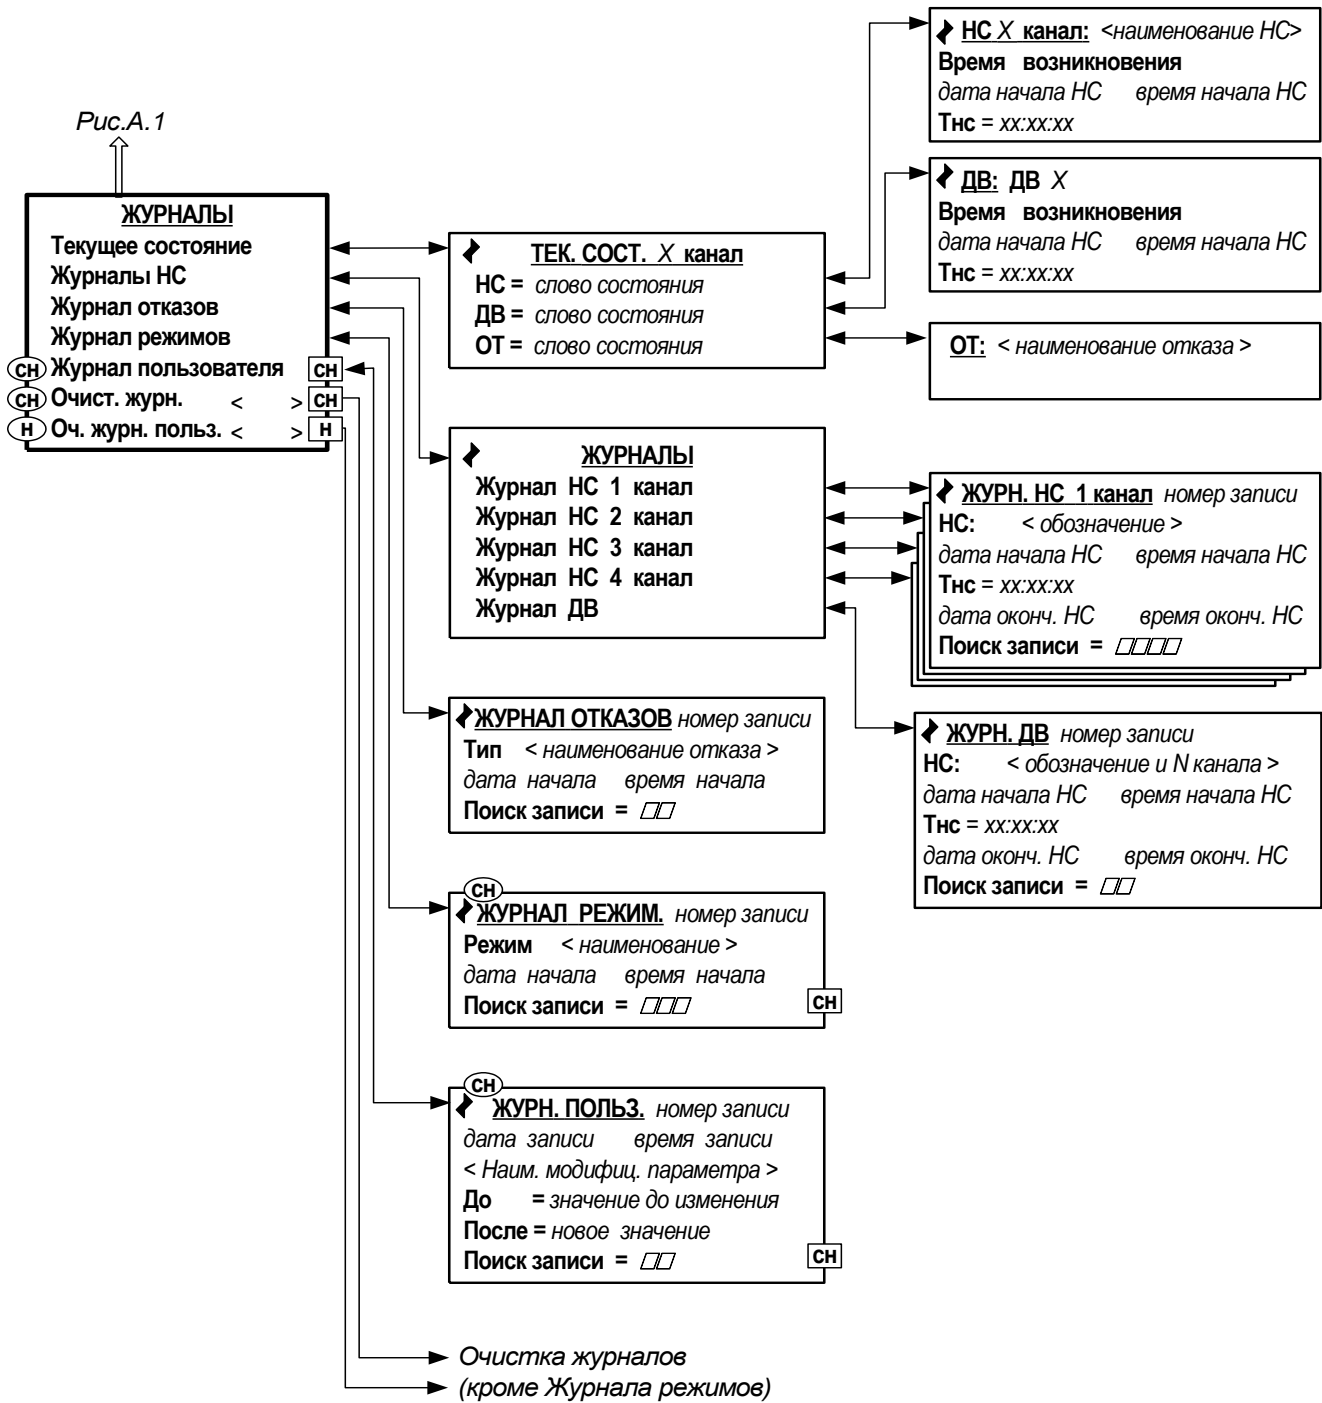 Рис.А.1
ЖУРНАЛЫ
Текущее состояние
Журналы НС
Журнал отказов
Журнал режимов
СН Журнал пользователя СН
СН Очист. журн. < > СН
Н Оч. журн. польз. < > Н
ТЕК. СОСТ. X канал
НС = слово состояния
ДВ = слово состояния
ОТ = слово состояния
НС X канал: <наименование НС>
Время возникновения
дата начала НС время начала НС
Тнс = xx:xx:xx
ДВ: ДВ X
Время возникновения
дата начала НС время начала НС
Тнс = xx:xx:xx
ОТ: < наименование отказа >
ЖУРНАЛЫ
Журнал НС 1 канал
Журнал НС 2 канал
Журнал НС 3 канал
Журнал НС 4 канал
Журнал ДВ
ЖУРН. НС 1 канал номер записи
НС: < обозначение >
дата начала НС время начала НС
Тнс = xx:xx:xx
дата оконч. НС время оконч. НС
Поиск записи =
ЖУРН. ДВ номер записи
НС: < обозначение и N канала >
дата начала НС время начала НС
Тнс = xx:xx:xx
дата оконч. НС время оконч. НС
Поиск записи =
ЖУРНАЛ ОТКАЗОВ номер записи
Тип < наименование отказа >
дата начала время начала
Поиск записи =
СН
ЖУРНАЛ РЕЖИМ. номер записи
Режим < наименование >
дата начала время начала
Поиск записи =
СН
СН
ЖУРН. ПОЛЬЗ. номер записи
дата записи время записи
< Наим. модифиц. параметра >
До = значение до изменения
После = новое значение
Поиск записи =
СН
Очистка журналов
(кроме Журнала режимов)